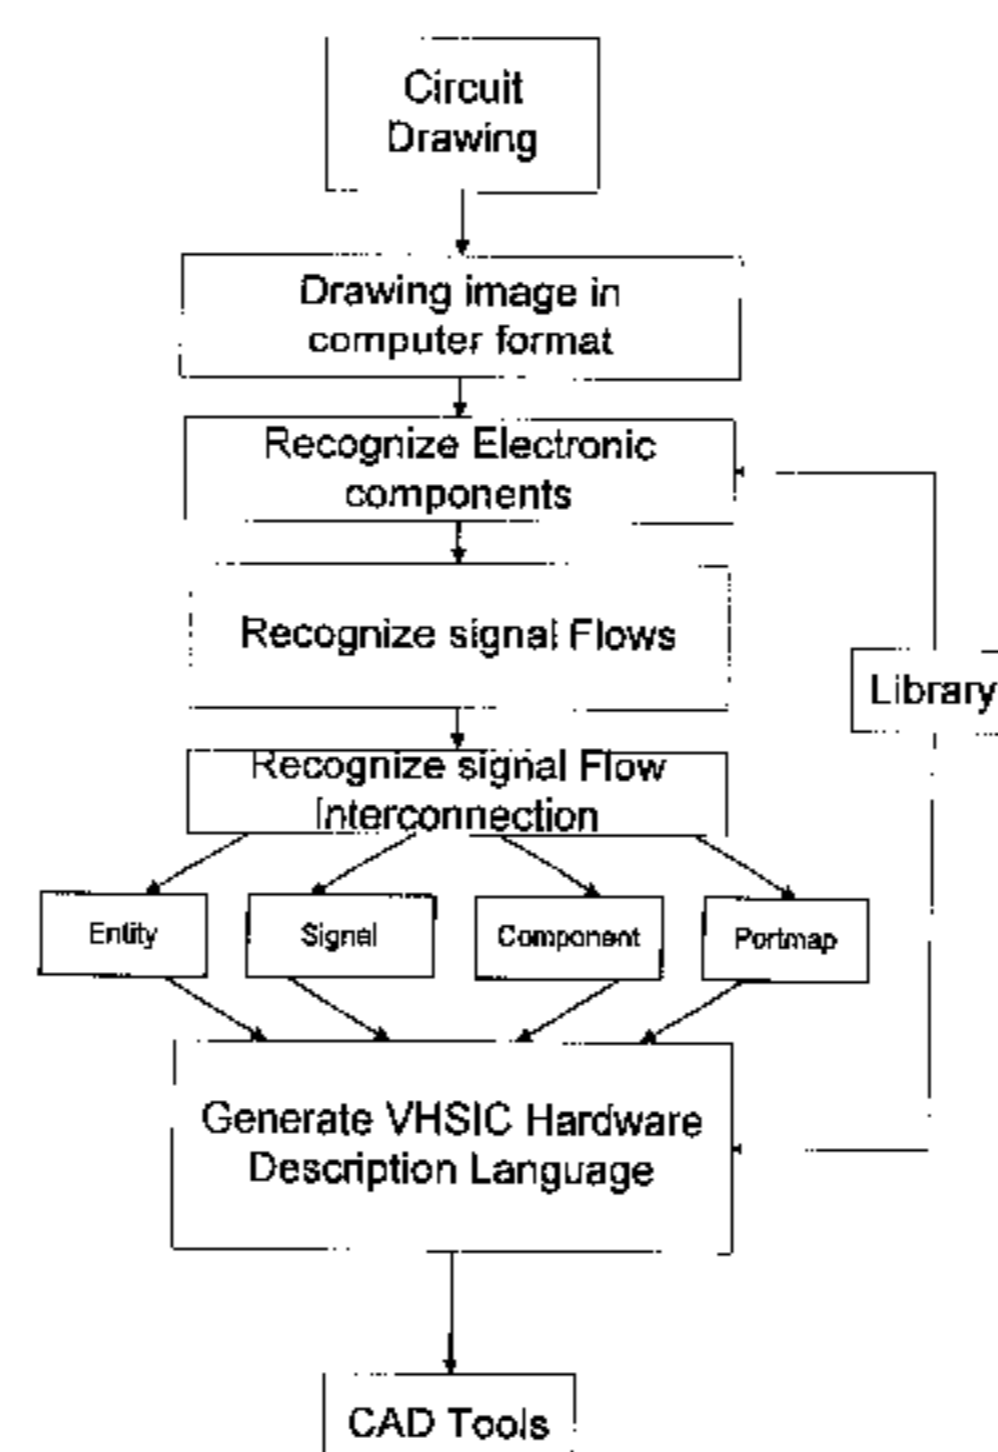 Circuit
Drawing
Drawing image in
computer format
Recognize Electronic
components
Recognize signal Flows
Library
Recognize signal Flow
Interconnection
Entity
Signal
Component
Portmap
Generate VHSIC Hardware
Description Language
CAD Tools